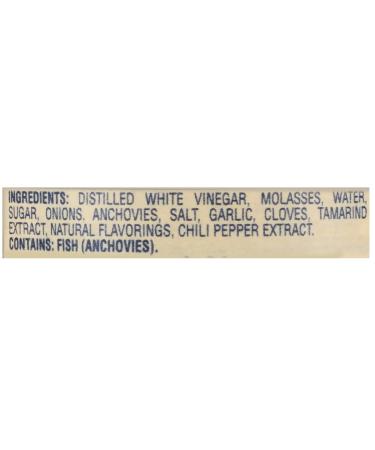 INGREDIENTS: DISTILLED WHITE VINEGAR, MOLASSES, WATER,
SUGAR, ONIONS. ANCHOVIES, SALT, GARLIC, CLOVES, TAMARIND
EXTRACT, NATURAL FLAVORINGS, CHILI PEPPER EXTRACT.
CONTAINS: FISH (ANCHOVIES).